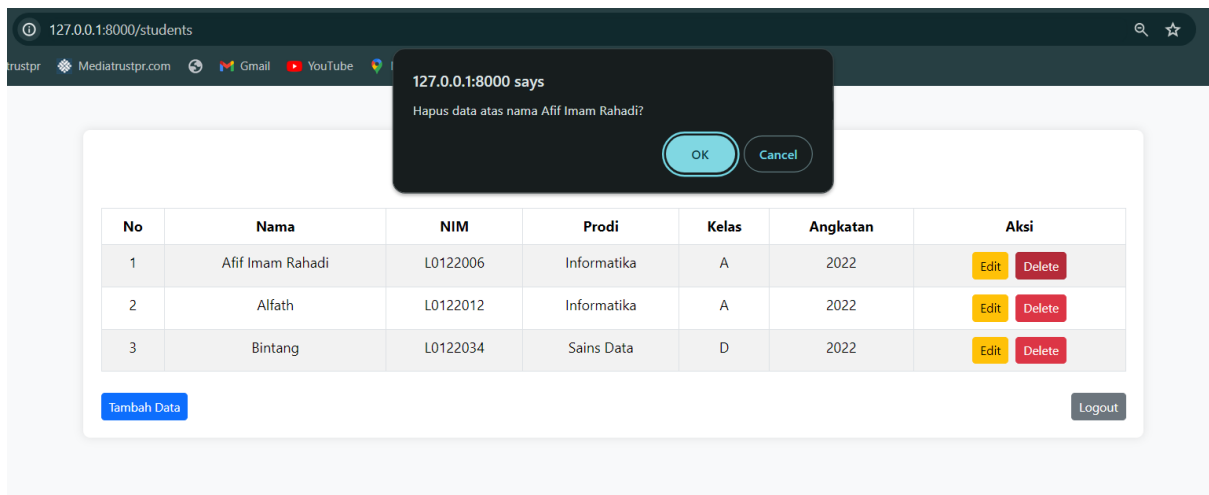 127.0.0.1:8000/students
trustpr Mediatrustpr.com Gmail YouTube
127.0.0.1:8000 says
Hapus data atas nama Afif Imam Rahadi?
OK Cancel
No Nama NIM Prodi Kelas Angkatan Aksi
1 Afif Imam Rahadi L0122006 Informatika A 2022 Edit Delete
2 Alfath L0122012 Informatika A 2022 Edit Delete
3 Bintang L0122034 Sains Data D 2022 Edit Delete
Tambah Data Logout